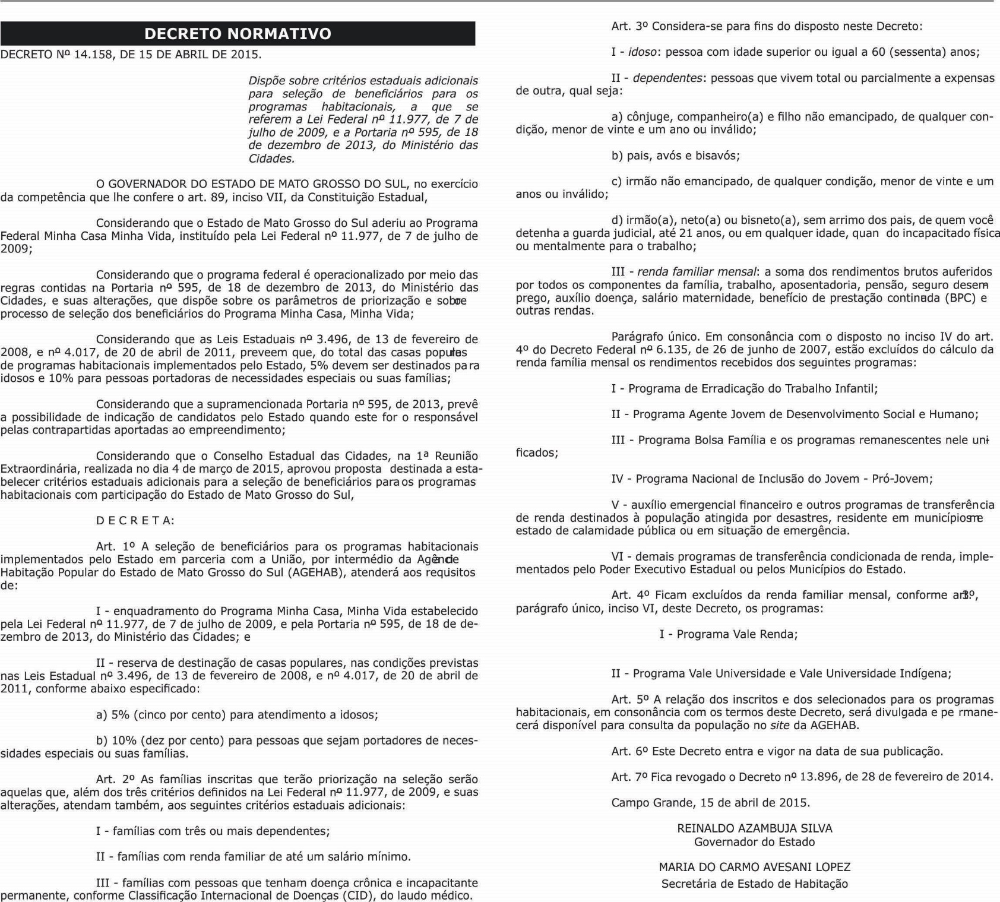 DECRETO NORMATIVO
DECRETO Nº 14.158, DE 15 DE ABRIL DE 2015.
Dispõe sobre critérios estaduais adicionais
para seleção de beneficiários para os
programas habitacionais, a que se
referem a Lei Federal nº 11.977, de 7 de
julho de 2009, e a Portaria nº 595, de 18
de dezembro de 2013, do Ministério das
Cidades.
O GOVERNADOR DO ESTADO DE MATO GROSSO DO SUL, no exercício
da competência que lhe confere o art. 89, inciso VII, da Constituição Estadual,
Considerando que o Estado de Mato Grosso do Sul aderiu ao Programa
Federal Minha Casa Minha Vida, instituído pela Lei Federal nº 11.977, de 7 de julho de
2009;
Considerando que o programa federal é operacionalizado por meio das
regras contidas na Portaria nº 595, de 18 de dezembro de 2013, do Ministério das
Cidades, e suas alterações, que dispõe sobre os parâmetros de priorização e sobre
processo de seleção dos beneficiários do Programa Minha Casa, Minha Vida;
Considerando que as Leis Estaduais nº 3.496, de 13 de fevereiro de
2008, e nº 4.017, de 20 de abril de 2011, preveem que, do total das casas populares
de programas habitacionais implementados pelo Estado, 5% devem ser destinados para
idosos e 10% para pessoas portadoras de necessidades especiais ou suas famílias;
Considerando que a supramencionada Portaria nº 595, de 2013, prevê
a possibilidade de indicação de candidatos pelo Estado quando este for o responsável
pelas contrapartidas aportadas ao empreendimento;
Considerando que o Conselho Estadual das Cidades, na 1ª Reunião
Extraordinária, realizada no dia 4 de março de 2015, aprovou proposta destinada a esta-
belecer critérios estaduais adicionais para a seleção de beneficiários para os programas
habitacionais com participação do Estado de Mato Grosso do Sul,
D E C R E T A:
Art. 1º A seleção de beneficiários para os programas habitacionais
implementados pelo Estado em parceria com a União, por intermédio da Agência de
Habitação Popular do Estado de Mato Grosso do Sul (AGEHAB), atenderá aos requisitos
de:
I - enquadramento do Programa Minha Casa, Minha Vida estabelecido
pela Lei Federal nº 11.977, de 7 de julho de 2009, e pela Portaria nº 595, de 18 de de-
zembro de 2013, do Ministério das Cidades; e
II - reserva de destinação de casas populares, nas condições previstas
nas Leis Estadual nº 3.496, de 13 de fevereiro de 2008, e nº 4.017, de 20 de abril de
2011, conforme abaixo especificado:
a) 5% (cinco por cento) para atendimento a idosos;
b) 10% (dez por cento) para pessoas que sejam portadores de neces-
sidades especiais ou suas famílias.
Art. 2º As famílias inscritas que terão priorização na seleção serão
aquelas que, além dos três critérios definidos na Lei Federal nº 11.977, de 2009, e suas
alterações, atendam também, aos seguintes critérios estaduais adicionais:
I - famílias com três ou mais dependentes;
II - famílias com renda familiar de até um salário mínimo.
III - famílias com pessoas que tenham doença crônica e incapacitante
permanente, conforme Classificação Internacional de Doenças (CID), do laudo médico.
Art. 3º Considera-se para fins do disposto neste Decreto:
I - idoso: pessoa com idade superior ou igual a 60 (sessenta) anos;
II - dependentes: pessoas que vivem total ou parcialmente a expensas
de outra, qual seja:
a) cônjuge, companheiro(a) e filho não emancipado, de qualquer con-
dição, menor de vinte e um ano ou inválido;
b) pais, avós e bisavós;
c) irmão não emancipado, de qualquer condição, menor de vinte e um
anos ou inválido;
d) irmão(a), neto(a) ou bisneto(a), sem arrimo dos pais, de quem você
detenha a guarda judicial, até 21 anos, ou em qualquer idade, quan do incapacitado física
ou mentalmente para o trabalho;
III - renda familiar mensal: a soma dos rendimentos brutos auferidos
por todos os componentes da família, trabalho, aposentadoria, pensão, seguro desem-
prego, auxílio doença, salário maternidade, benefício de prestação continuada (BPC) e
outras rendas.
Parágrafo único. Em consonância com o disposto no inciso IV do art.
4º do Decreto Federal nº 6.135, de 26 de junho de 2007, estão excluídos do cálculo da
renda família mensal os rendimentos recebidos dos seguintes programas:
I - Programa de Erradicação do Trabalho Infantil;
II - Programa Agente Jovem de Desenvolvimento Social e Humano;
III - Programa Bolsa Família e os programas remanescentes nele uni-
ficados;
IV - Programa Nacional de Inclusão do Jovem - Pró-Jovem;
V - auxílio emergencial financeiro e outros programas de transferência
de renda destinados à população atingida por desastres, residente em municípios em
estado de calamidade pública ou em situação de emergência.
VI - demais programas de transferência condicionada de renda, imple-
mentados pelo Poder Executivo Estadual ou pelos Municípios do Estado.
Art. 4º Ficam excluídos da renda familiar mensal, conforme art. 3º,
parágrafo único, inciso VI, deste Decreto, os programas:
I - Programa Vale Renda;
II - Programa Vale Universidade e Vale Universidade Indígena;
Art. 5º A relação dos inscritos e dos selecionados para os programas
habitacionais, em consonância com os termos deste Decreto, será divulgada e pe rmane-
cerá disponível para consulta da população no site da AGEHAB.
Art. 6º Este Decreto entra e vigor na data de sua publicação.
Art. 7º Fica revogado o Decreto nº 13.896, de 28 de fevereiro de 2014.
Campo Grande, 15 de abril de 2015.
REINALDO AZAMBUJA SILVA
Governador do Estado
MARIA DO CARMO AVESANI LOPEZ
Secretária de Estado de Habitação